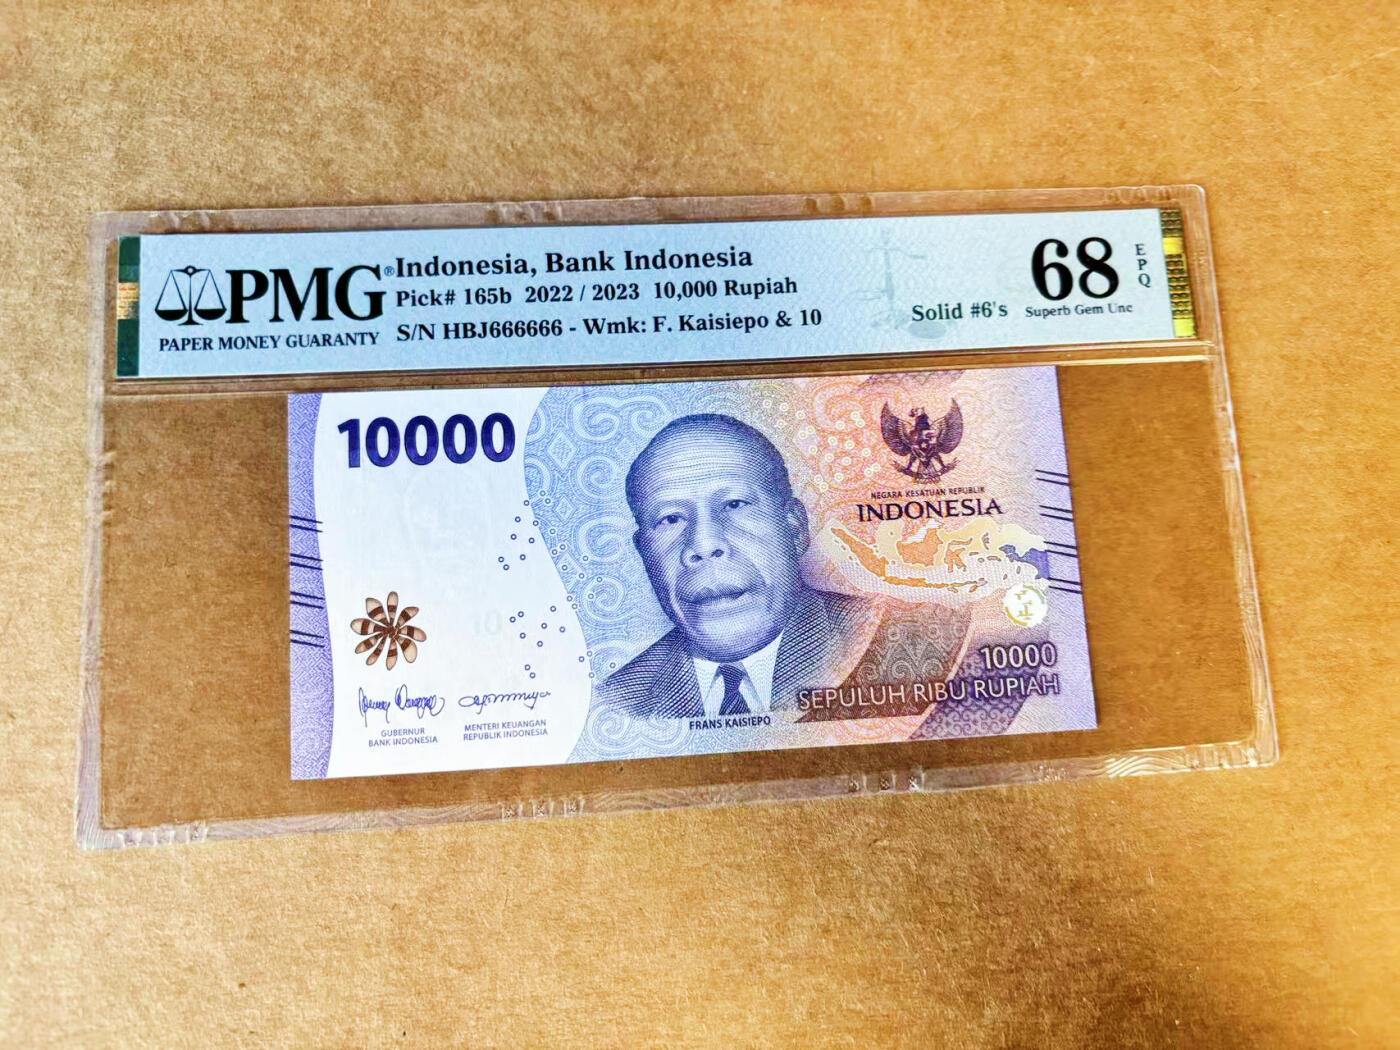 PMG®
PAPER MONEY GUARANTY
Indonesia, Bank Indonesia
Pick# 165b 2022 / 2023 10,000 Rupiah
S/N HBJ666666 - Wmk: F. Kaisiepo & 10
Solid #6's
68
EPQ
Superb Gem Unc
10000
NEGARA KESATUAN REPUBLIK
INDONESIA
10
10000
SEPULUH RIBU RUPIAH
FRANS KAISIEPO
GUBERNUR
BANK INDONESIA
MENTERI KEUANGAN
REPUBLIK INDONESIA